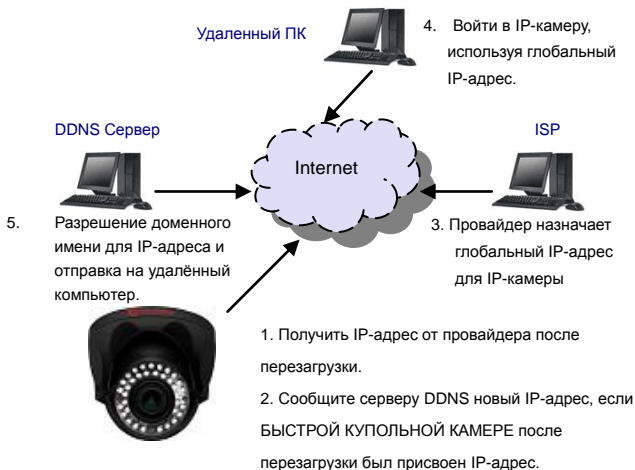 Удаленный ПК
4. Войти в IP-камеру,
используя глобальный
IP-адрес.
DDNS Сервер
ISP
Internet
5. Разрешение доменного
имени для IP-адреса и
отправка на удалённый
компьютер.
3. Провайдер назначает
глобальный IP-адрес
для IP-камеры
1. Получить IP-адрес от провайдера после
перезагрузки.
2. Сообщите серверу DDNS новый IP-адрес, если
БЫСТРОЙ КУПОЛЬНОЙ КАМЕРЕ после
перезагрузки был присвоен IP-адрес.